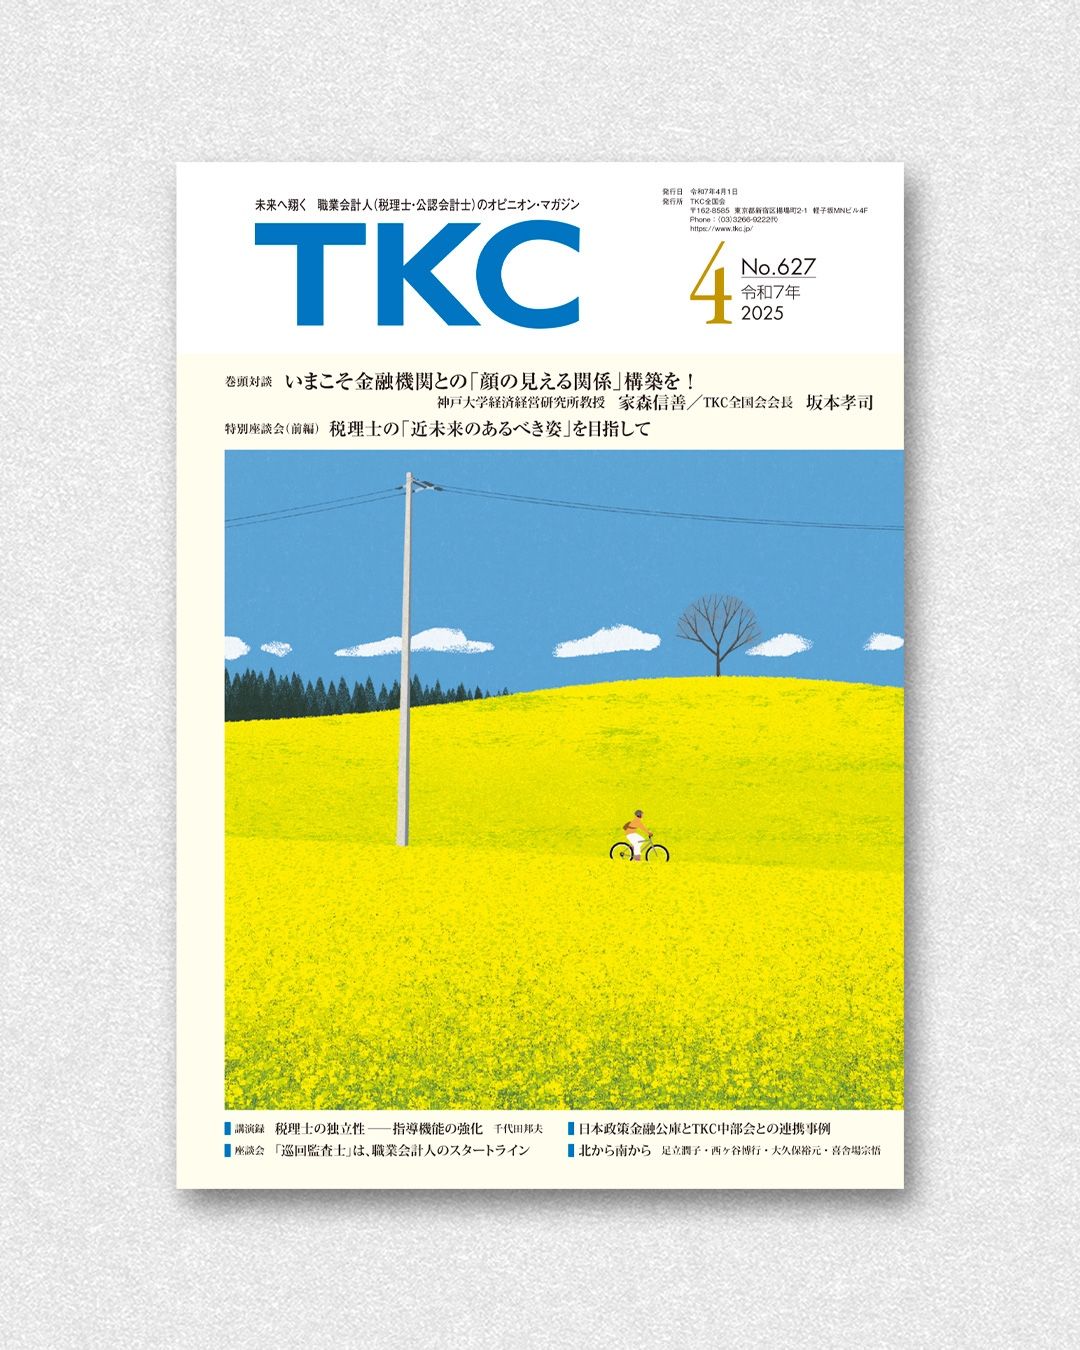 未来へ翔く　職業会計人（税理士・公認会計士）のオピニオン・マガジン
TKC
発行日　令和7年4月1日
発行所　TKC全国会
〒162-8585　東京都新宿区揚場町2-1　軽子坂MNビル4F
Phone：(03)3266-9222代
https://www.tkc.jp/
4
No.627
令和7年
2025
巻頭対談　いまこそ金融機関との「顔の見える関係」構築を！
神戸大学経済経営研究所教授　家森信善／TKC全国会会長　坂本孝司
特別座談会（前編）　税理士の「近未来のあるべき姿」を目指して
講演録　税理士の独立性――指導機能の強化　千代田邦夫
座談会　「巡回監査士」は、職業会計人のスタートライン
日本政策金融公庫とTKC中部会との連携事例
北から南から　足立潤子・西ヶ谷博行・大久保裕元・喜舎場宗悟